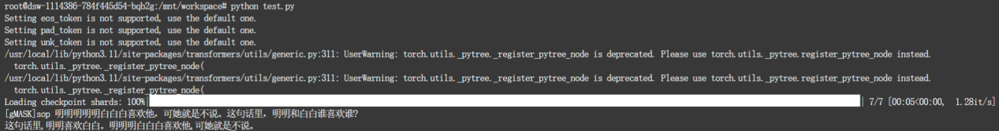 root@dsw-1114386-784f445d54-bqb2g:/mnt/workspace# python test.py
Setting eos_token is not supported, use the default one.
Setting pad_token is not supported, use the default one.
Setting unk_token is not supported, use the default one.
/usr/local/lib/python3.11/site-packages/transformers/utils/generic.py:311: UserWarning: torch.utils._pytree._register_pytree_node is deprecated. Please use torch.utils._pytree.register_pytree_node instead.
  torch.utils._pytree._register_pytree_node(
/usr/local/lib/python3.11/site-packages/transformers/utils/generic.py:311: UserWarning: torch.utils._pytree._register_pytree_node is deprecated. Please use torch.utils._pytree.register_pytree_node instead.
  torch.utils._pytree._register_pytree_node(
Loading checkpoint shards: 100%| | 7/7 [00:05<00:00,  1.28it/s]
[gMASK]sop 明明明明明白白白喜欢他，可她就是不说。这句话里，明明和白白谁喜欢谁?
这句话里,明明喜欢白白。明明明白白白喜欢他,可她就是不说。